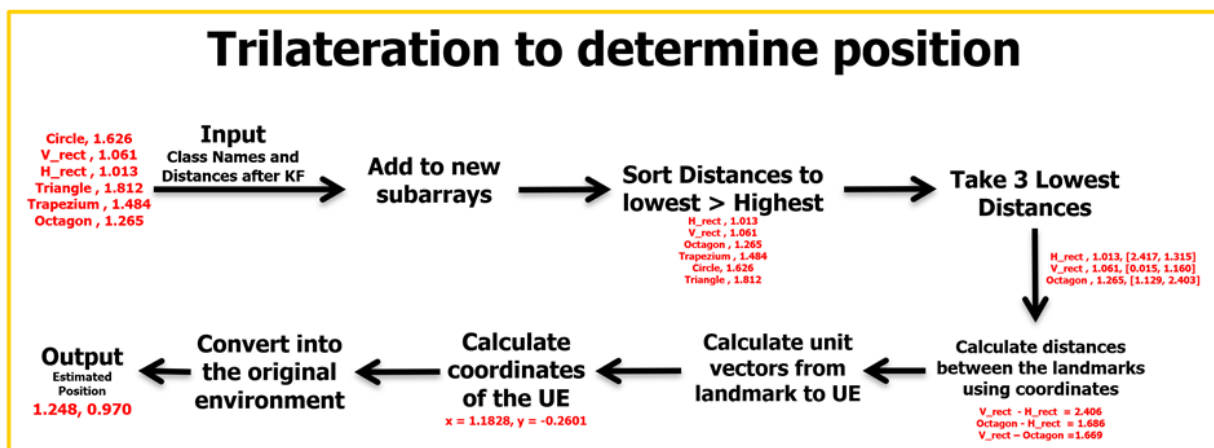 Trilateration to determine position
Circle, 1.626
V_rect , 1.061
H_rect , 1.013
Triangle , 1.812
Trapezium , 1.484
Octagon , 1.265
Input
Class Names and
Distances after KF
Add to new
subarrays
Sort Distances to
lowest > Highest
H_rect , 1.013
V_rect , 1.061
Octagon , 1.265
Trapezium , 1.484
Circle, 1.626
Triangle , 1.812
Take 3 Lowest
Distances
H_rect , 1.013, [2.417, 1.315]
V_rect , 1.061, [0.015, 1.160]
Octagon , 1.265, [1.129, 2.403]
Calculate distances
between the landmarks
using coordinates
V_rect - H_rect = 2.406
Octagon - H_rect = 1.686
V_rect – Octagon =1.669
Calculate unit
vectors from
landmark to UE
Calculate
coordinates
of the UE
x = 1.1828, y = -0.2601
Convert into
the original
environment
Output
Estimated
Position
1.248, 0.970